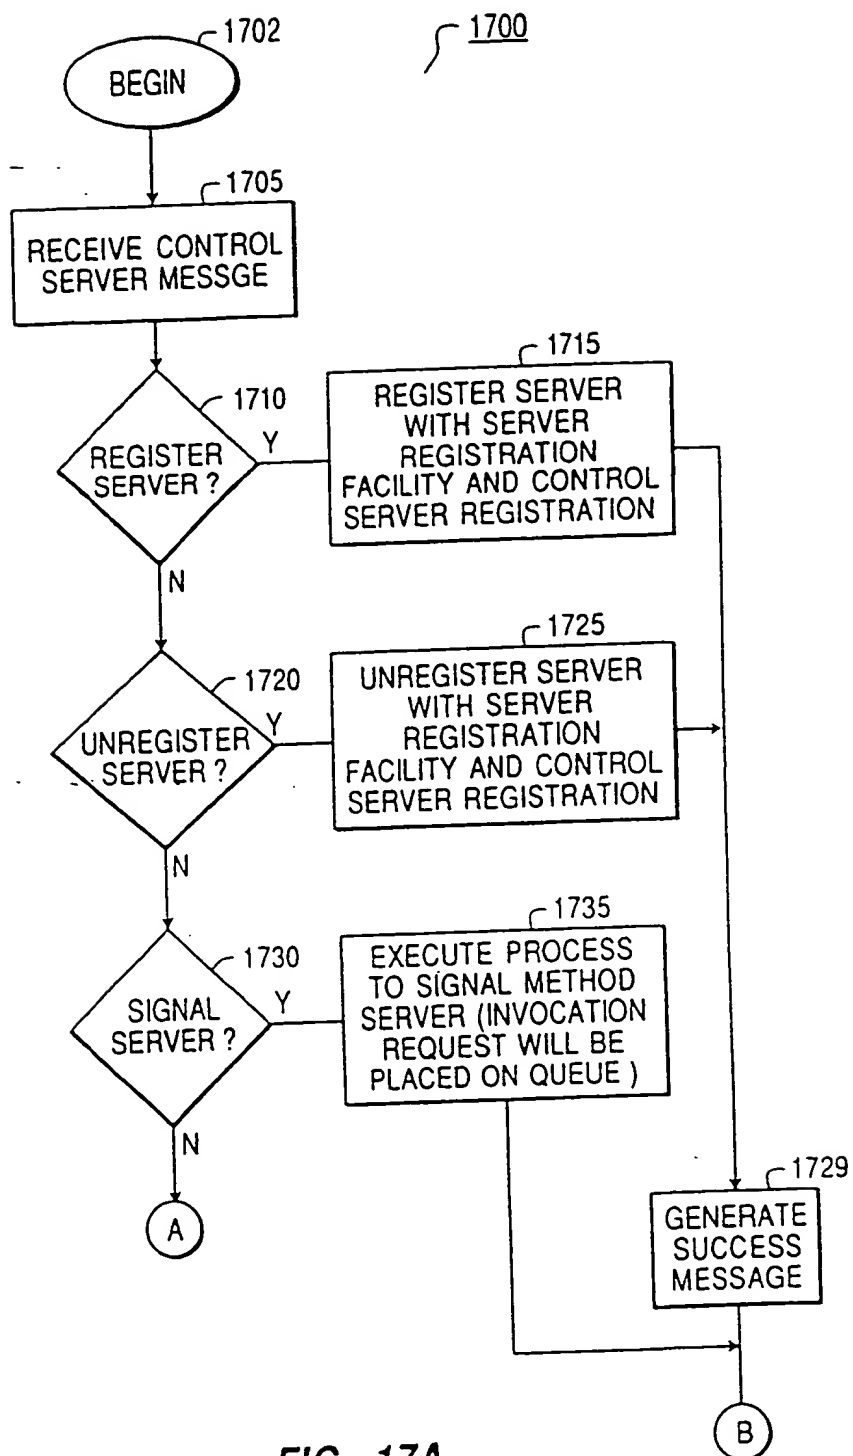 1702
1700
BEGIN
1705
RECEIVE CONTROL
SERVER MESSGE
1710
REGISTER
SERVER ?
Y
N
1715
REGISTER SERVER
WITH SERVER
REGISTRATION
FACILITY AND CONTROL
SERVER REGISTRATION
1720
UNREGISTER
SERVER ?
Y
N
1725
UNREGISTER SERVER
WITH SERVER
REGISTRATION
FACILITY AND CONTROL
SERVER REGISTRATION
1730
SIGNAL
SERVER ?
Y
N
1735
EXECUTE PROCESS
TO SIGNAL METHOD
SERVER (INVOCATION
REQUEST WILL BE
PLACED ON QUEUE )
A
1729
GENERATE
SUCCESS
MESSAGE
B
FIG. 17A